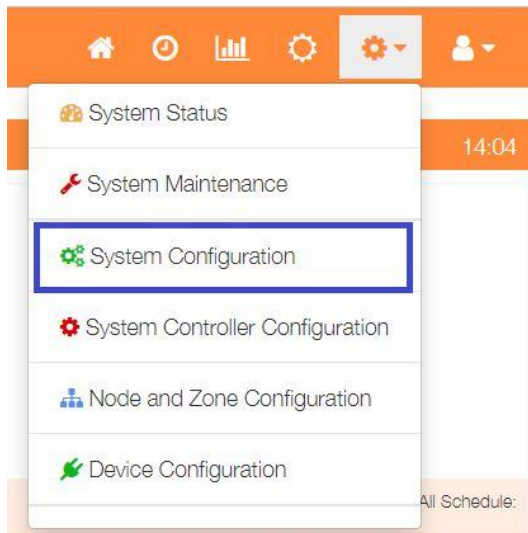 System Status
14:04
System Maintenance
System Configuration
System Controller Configuration
Node and Zone Configuration
Device Configuration
All Schedule: